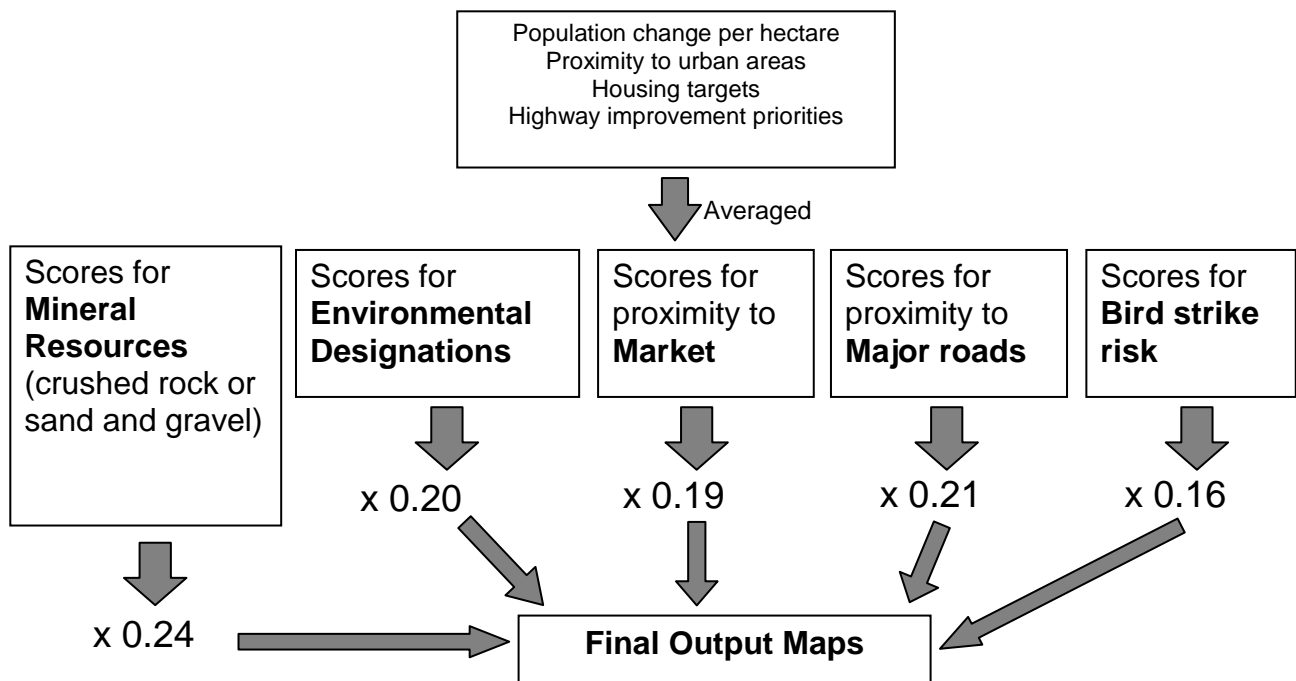 Population change per hectare
Proximity to urban areas
Housing targets
Highway improvement priorities
Averaged
Scores for
Mineral
Resources
(crushed rock or
sand and gravel)
Scores for
Environmental
Designations
Scores for
proximity to
Market
Scores for
proximity to
Major roads
Scores for
Bird strike
risk
x 0.20
x 0.19
x 0.21
x 0.16
x 0.24
Final Output Maps